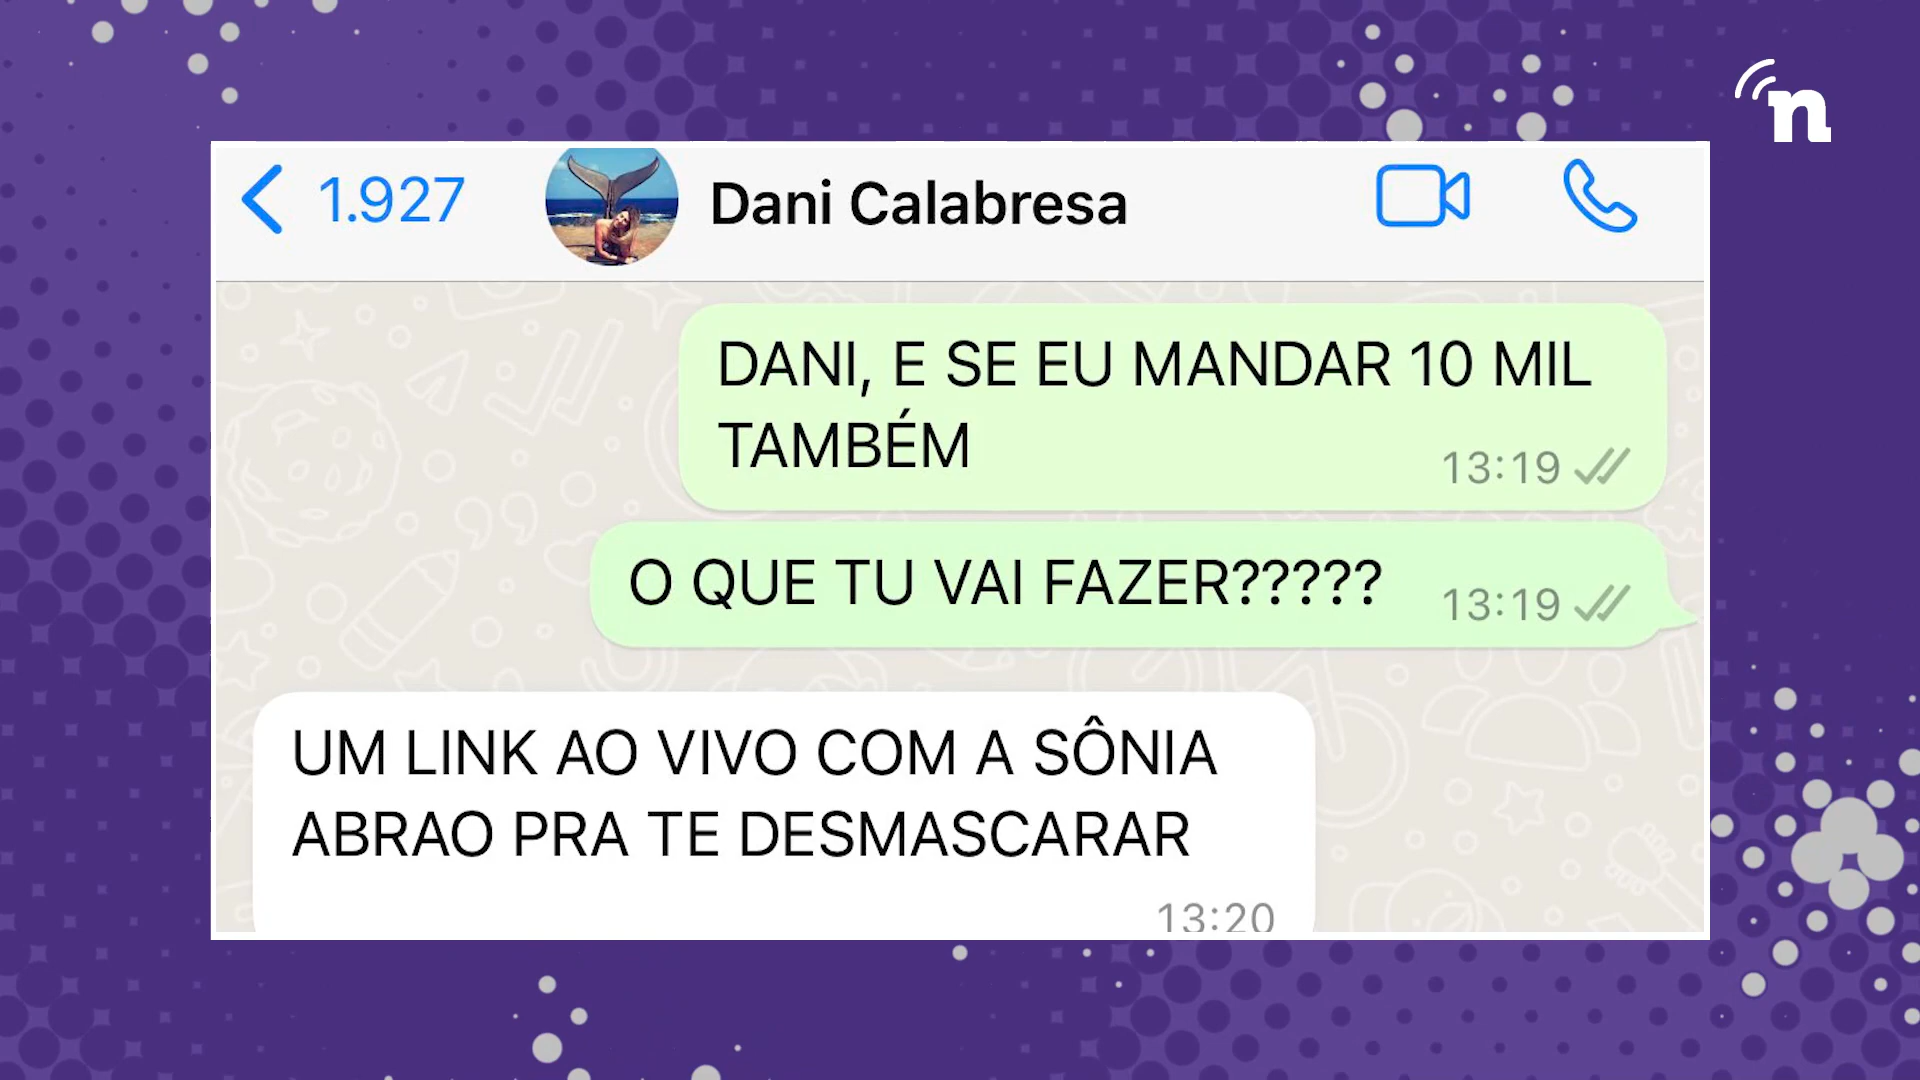 n
1.927
Dani Calabresa
DANI, E SE EU MANDAR 10 MIL
TAMBÉM
13:19
O QUE TU VAI FAZER?????
13:19
UM LINK AO VIVO COM A SÔNIA
ABRAO PRA TE DESMASCARAR
13:20